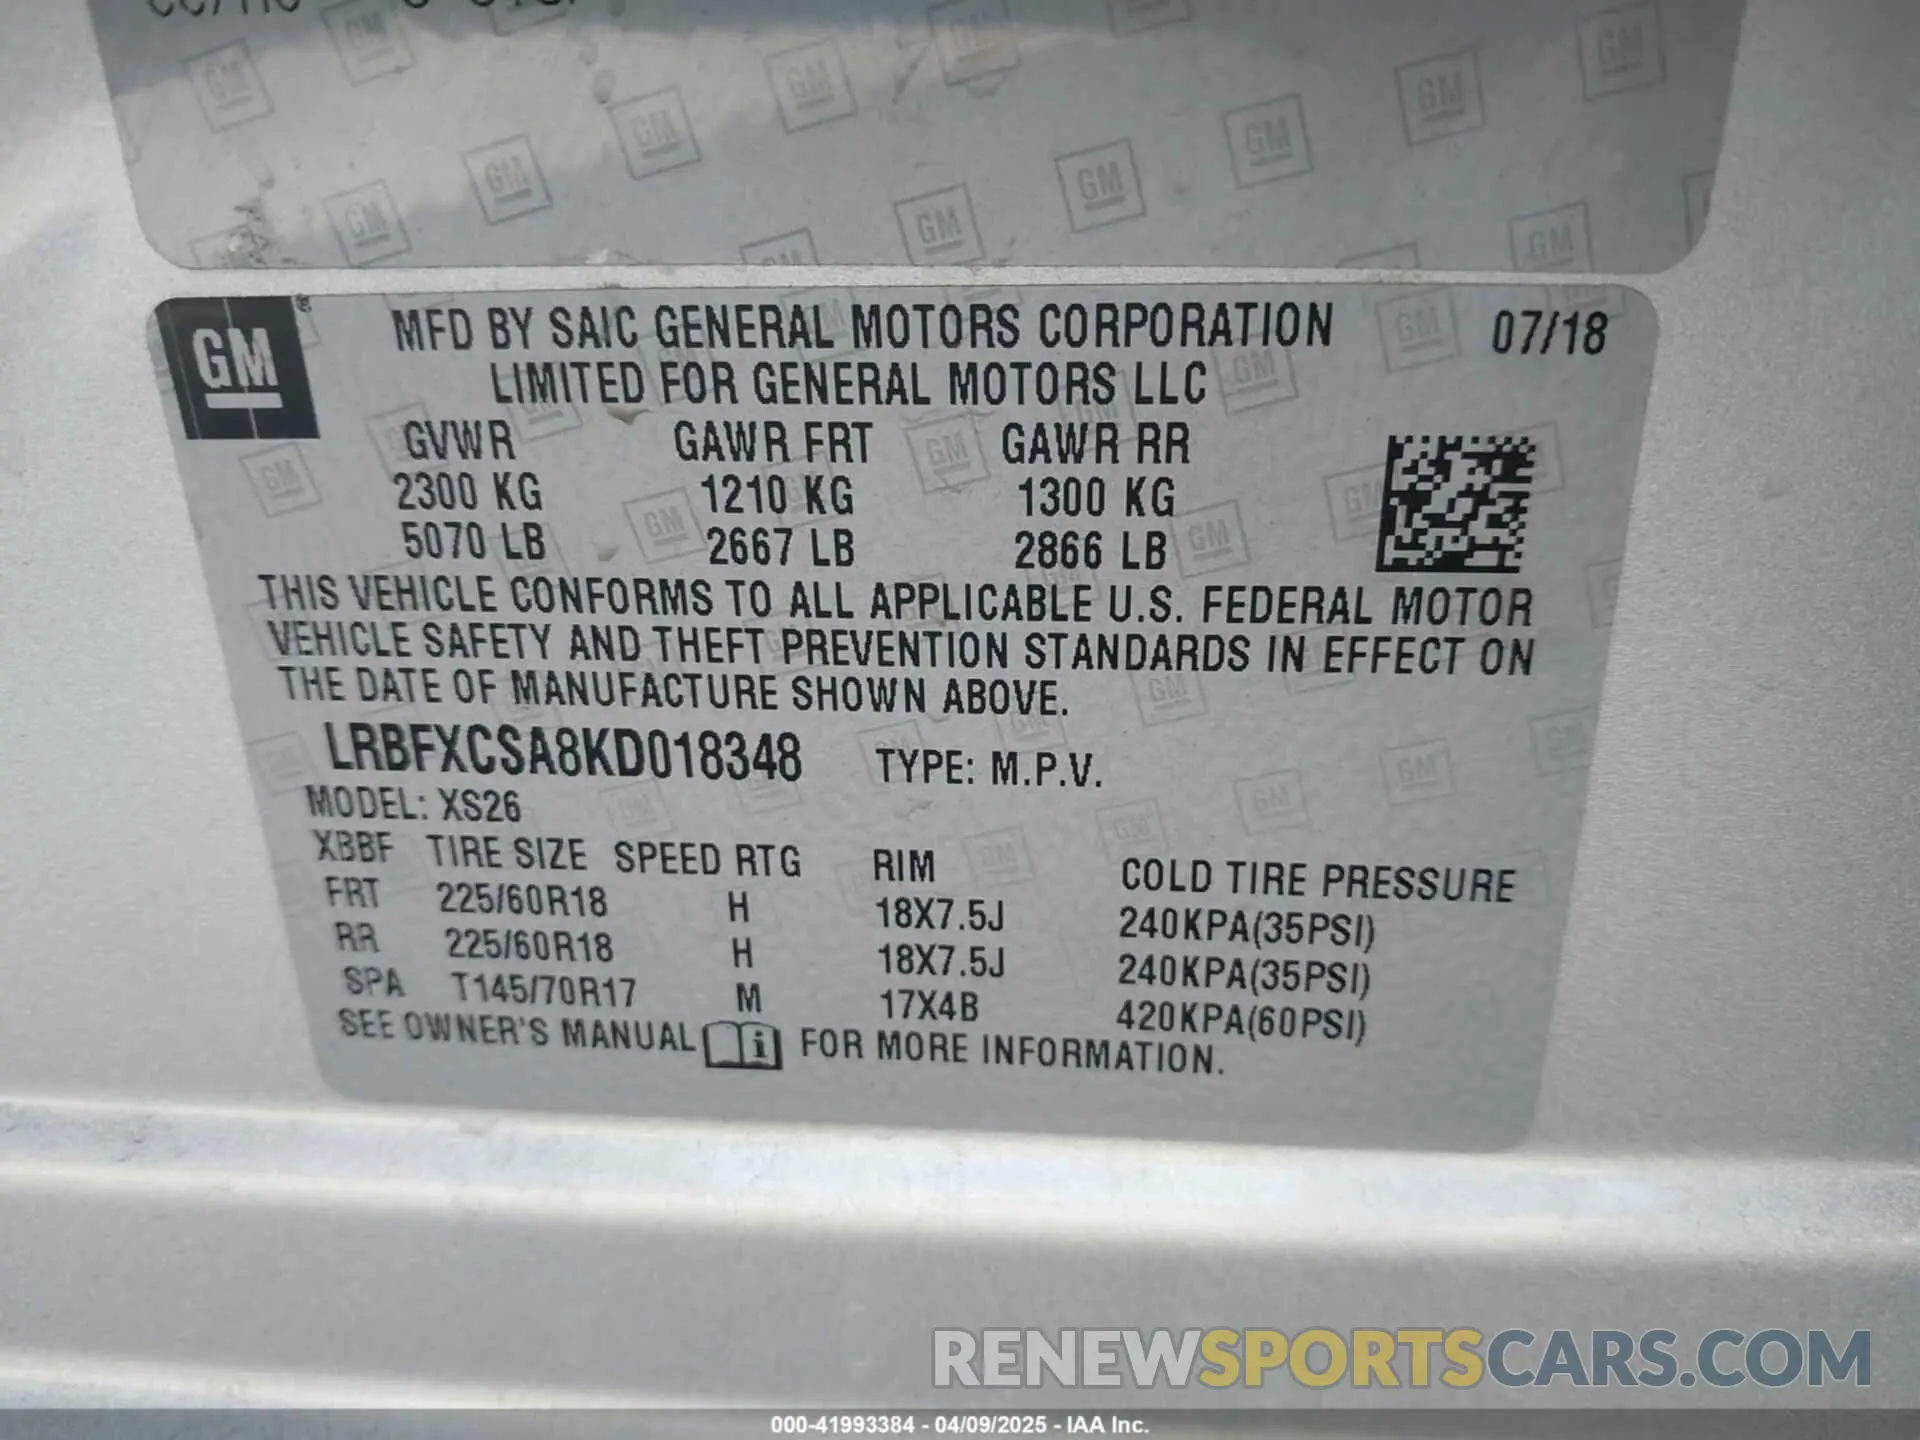 GM
MFD BY SAIC GENERAL MOTORS CORPORATION 07/18
LIMITED FOR GENERAL MOTORS LLC
GVWR GAWR FRT GAWR RR
2300 KG 1210 KG 1300 KG
5070 LB 2667 LB 2866 LB
THIS VEHICLE CONFORMS TO ALL APPLICABLE U.S. FEDERAL MOTOR
VEHICLE SAFETY AND THEFT PREVENTION STANDARDS IN EFFECT ON
THE DATE OF MANUFACTURE SHOWN ABOVE.
LRBFXCSA8KD018348 TYPE: M.P.V.
MODEL: XS26
XBBF TIRE SIZE SPEED RTG RIM COLD TIRE PRESSURE
FRT 225/60R18 H 18X7.5J 240KPA(35PSI)
RR 225/60R18 H 18X7.5J 240KPA(35PSI)
SPA T145/70R17 M 17X4B 420KPA(60PSI)
SEE OWNER'S MANUAL i FOR MORE INFORMATION.
RENEWSPORTSCARS.COM
000-41993384 - 04/09/2025 - IAA Inc.